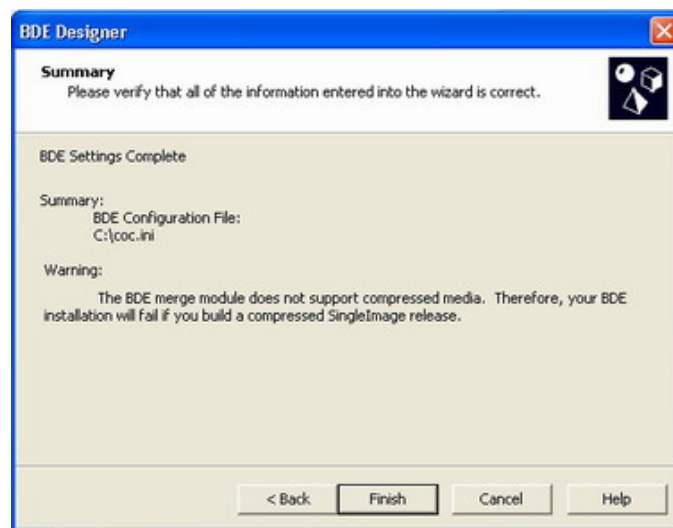 BDE Designer
Summary
Please verify that all of the information entered into the wizard is correct.
BDE Settings Complete
Summary:
BDE Configuration File:
C:\coc.ini
Warning:
The BDE merge module does not support compressed media. Therefore, your BDE
installation will fail if you build a compressed SingleImage release.
< Back
Finish
Cancel
Help